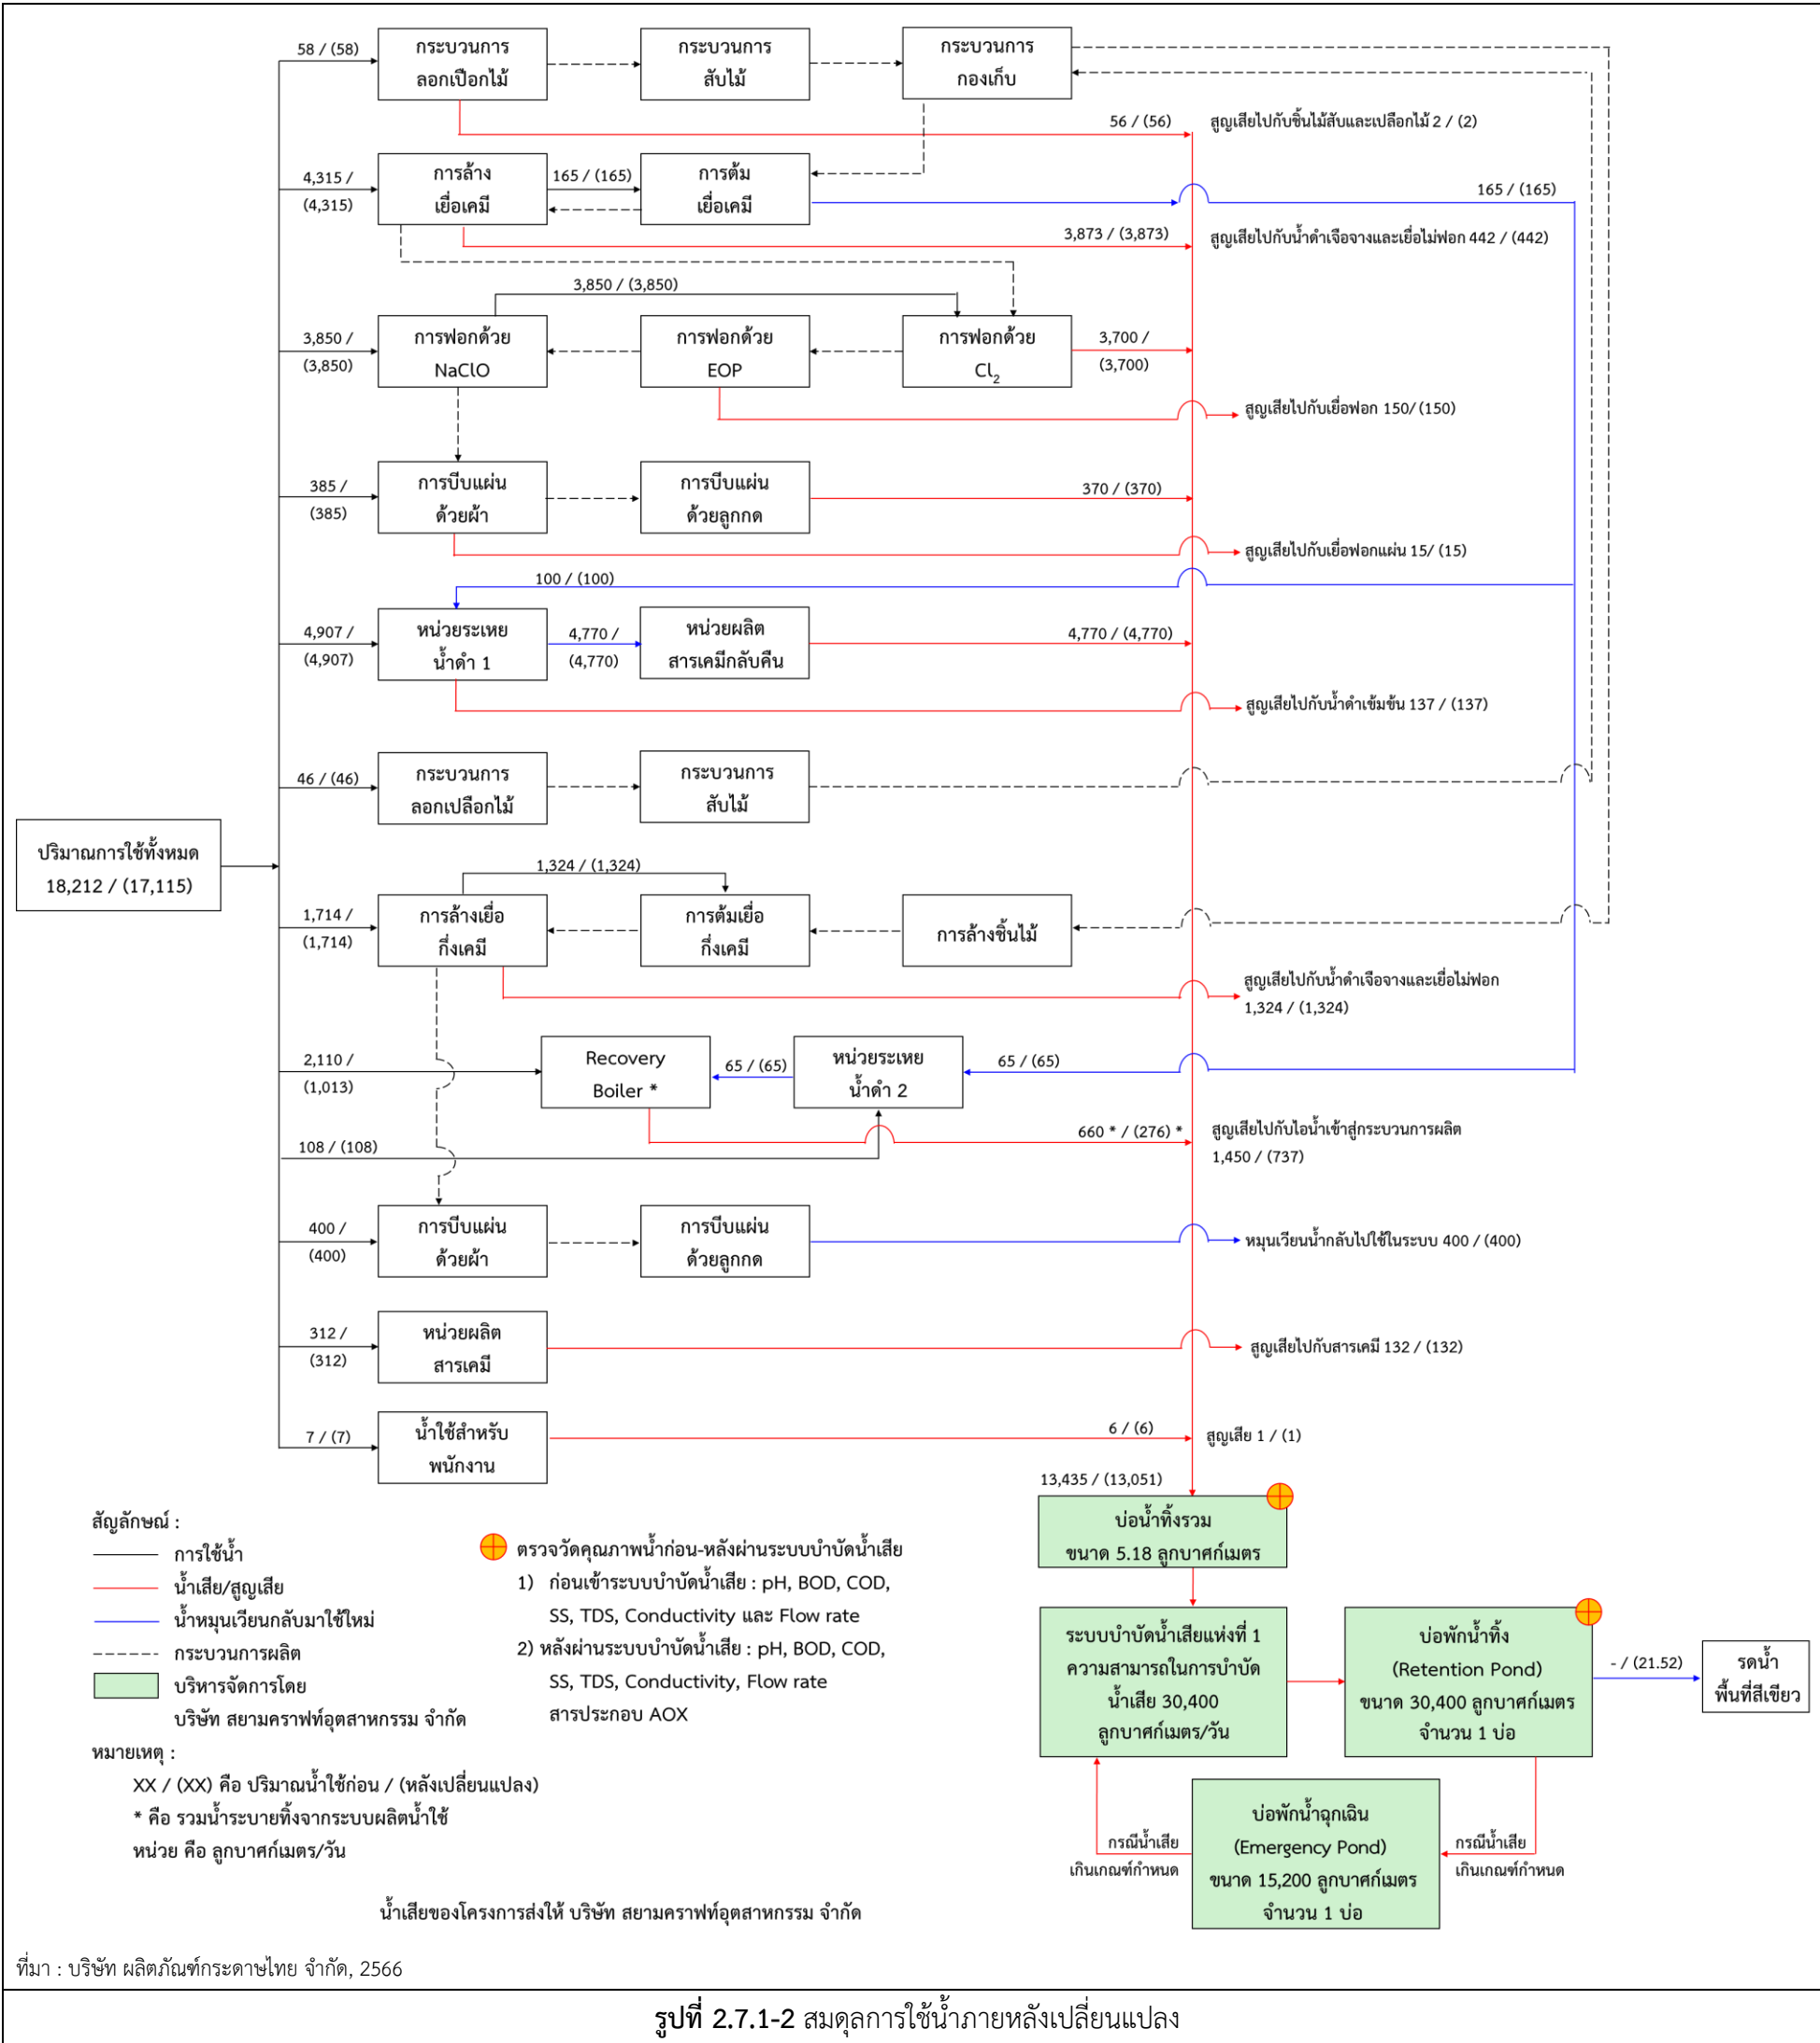 58 / (58)
กระบวนการ
ลอกเปือกไม้
กระบวนการ
สับไม้
กระบวนการ
กองเก็บ
56 / (56)
สูญเสียไปกับชิ้นไม้สับและเปลือกไม้ 2 / (2)
4,315 /
(4,315)
การล้าง
เยื่อเคมี
165 / (165)
การต้ม
เยื่อเคมี
165 / (165)
3,873 / (3,873)
สูญเสียไปกับน้ำดำเจือจางและเยื่อไม่ฟอก 442 / (442)
3,850 / (3,850)
3,850 /
(3,850)
การฟอกด้วย
NaClO
การฟอกด้วย
EOP
การฟอกด้วย
Cl2
3,700 /
(3,700)
สูญเสียไปกับเยื่อฟอก 150/ (150)
385 /
(385)
การบีบแผ่น
ด้วยผ้า
การบีบแผ่น
ด้วยลูกกด
370 / (370)
สูญเสียไปกับเยื่อฟอกแผ่น 15/ (15)
100 / (100)
4,907 /
(4,907)
หน่วยระเหย
น้ำดำ 1
4,770 /
(4,770)
หน่วยผลิต
สารเคมีกลับคืน
4,770 / (4,770)
สูญเสียไปกับน้ำดำเข้มข้น 137 / (137)
46 / (46)
กระบวนการ
ลอกเปลือกไม้
กระบวนการ
สับไม้
ปริมาณการใช้ทั้งหมด
18,212 / (17,115)
1,324 / (1,324)
1,714 /
(1,714)
การล้างเยื่อ
กึ่งเคมี
การต้มเยื่อ
กึ่งเคมี
การล้างชิ้นไม้
สูญเสียไปกับน้ำดำเจือจางและเยื่อไม่ฟอก
1,324 / (1,324)
2,110 /
(1,013)
Recovery
Boiler *
65 / (65)
หน่วยระเหย
น้ำดำ 2
65 / (65)
660 * / (276) *
สูญเสียไปกับไอน้ำเข้าสู่กระบวนการผลิต
1,450 / (737)
108 / (108)
400 /
(400)
การบีบแผ่น
ด้วยผ้า
การบีบแผ่น
ด้วยลูกกด
หมุนเวียนน้ำกลับไปใช้ในระบบ 400 / (400)
312 /
(312)
หน่วยผลิต
สารเคมี
สูญเสียไปกับสารเคมี 132 / (132)
7 / (7)
น้ำใช้สำหรับ
พนักงาน
6 / (6)
สูญเสีย 1 / (1)
13,435 / (13,051)
บ่อน้ำทิ้งรวม
ขนาด 5.18 ลูกบาศก์เมตร
ระบบบำบัดน้ำเสียแห่งที่ 1
ความสามารถในการบำบัด
น้ำเสีย 30,400
ลูกบาศก์เมตร/วัน
บ่อพักน้ำทิ้ง
(Retention Pond)
ขนาด 30,400 ลูกบาศก์เมตร
จำนวน 1 บ่อ
- / (21.52)
รดน้ำ
พื้นที่สีเขียว
กรณีน้ำเสีย
เกินเกณฑ์กำหนด
บ่อพักน้ำฉุกเฉิน
(Emergency Pond)
ขนาด 15,200 ลูกบาศก์เมตร
จำนวน 1 บ่อ
กรณีน้ำเสีย
เกินเกณฑ์กำหนด
สัญลักษณ์ :
การใช้น้ำ
น้ำเสีย/สูญเสีย
น้ำหมุนเวียนกลับมาใช้ใหม่
กระบวนการผลิต
บริหารจัดการโดย
บริษัท สยามคราฟท์อุตสาหกรรม จำกัด
ตรวจวัดคุณภาพน้ำก่อน-หลังผ่านระบบบำบัดน้ำเสีย
1) ก่อนเข้าระบบบำบัดน้ำเสีย : pH, BOD, COD,
SS, TDS, Conductivity และ Flow rate
2) หลังผ่านระบบบำบัดน้ำเสีย : pH, BOD, COD,
SS, TDS, Conductivity, Flow rate
สารประกอบ AOX
หมายเหตุ :
XX / (XX) คือ ปริมาณน้ำใช้ก่อน / (หลังเปลี่ยนแปลง)
* คือ รวมน้ำระบายทิ้งจากระบบผลิตน้ำใช้
หน่วย คือ ลูกบาศก์เมตร/วัน
น้ำเสียของโครงการส่งให้ บริษัท สยามคราฟท์อุตสาหกรรม จำกัด
ที่มา : บริษัท ผลิตภัณฑ์กระดาษไทย จำกัด, 2566
รูปที่ 2.7.1-2 สมดุลการใช้น้ำภายหลังเปลี่ยนแปลง